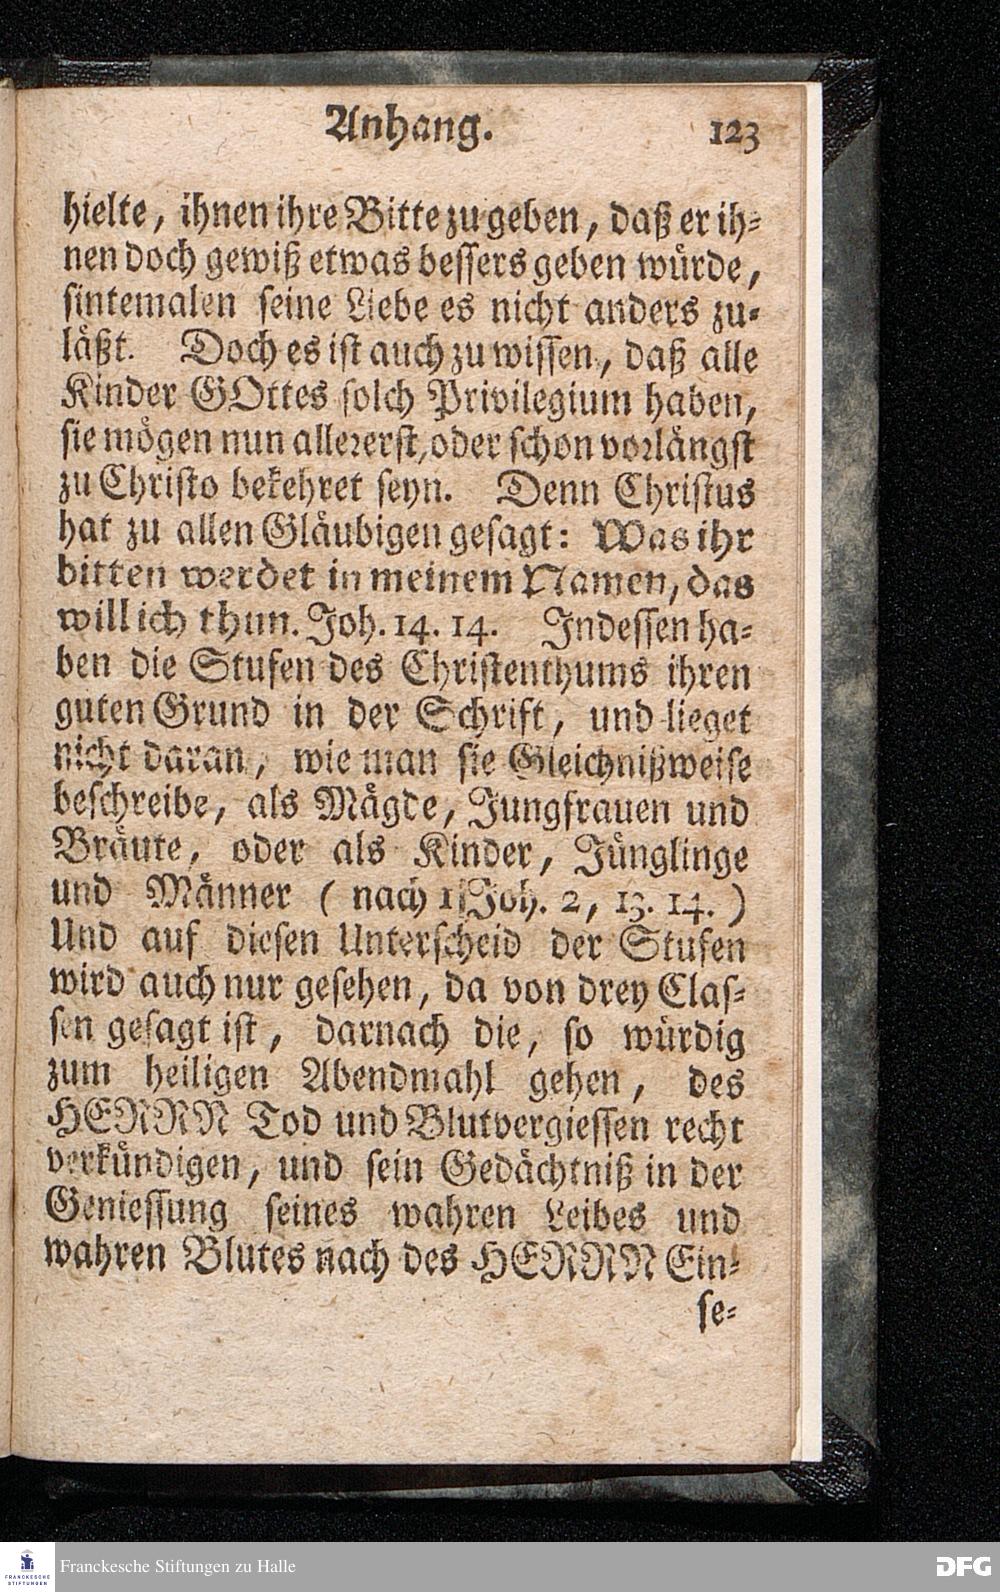 Anhang. 123
hielte, ihnen ihre Bitte zu geben, daß er ih-
nen doch gewiß etwas bessers geben würde,
sintemalen seine Liebe es nicht anders zu-
läßt. Doch es ist auch zu wissen, daß alle
Kinder GOttes solch Privilegium haben,
sie mögen nun allererst, oder schon vorlängst
zu Christo bekehret seyn. Denn Christus
hat zu allen Gläubigen gesagt: Was ihr
bitten werdet in meinem Namen, das
will ich thun. Joh. 14. 14. Indessen ha-
ben die Stufen des Christenthums ihren
guten Grund in der Schrift, und lieget
nicht daran, wie man sie Gleichnißweise
beschreibe, als Mägde, Jungfrauen und
Bräute, oder als Kinder, Jünglinge
und Männer (nach 1 Joh. 2, 13. 14.)
Und auf diesen Unterscheid der Stufen
wird auch nur gesehen, da von drey Clas-
sen gesagt ist, darnach die, so würdig
zum heiligen Abendmahl gehen, des
HERRN Tod und Blutvergiessen recht
verkündigen, und sein Gedächtniß in der
Geniessung seines wahren Leibes und
wahren Blutes nach des HERRN Ein-
se-
FRANCKESCHE STIFTUNGEN
Franckesche Stiftungen zu Halle
DFG